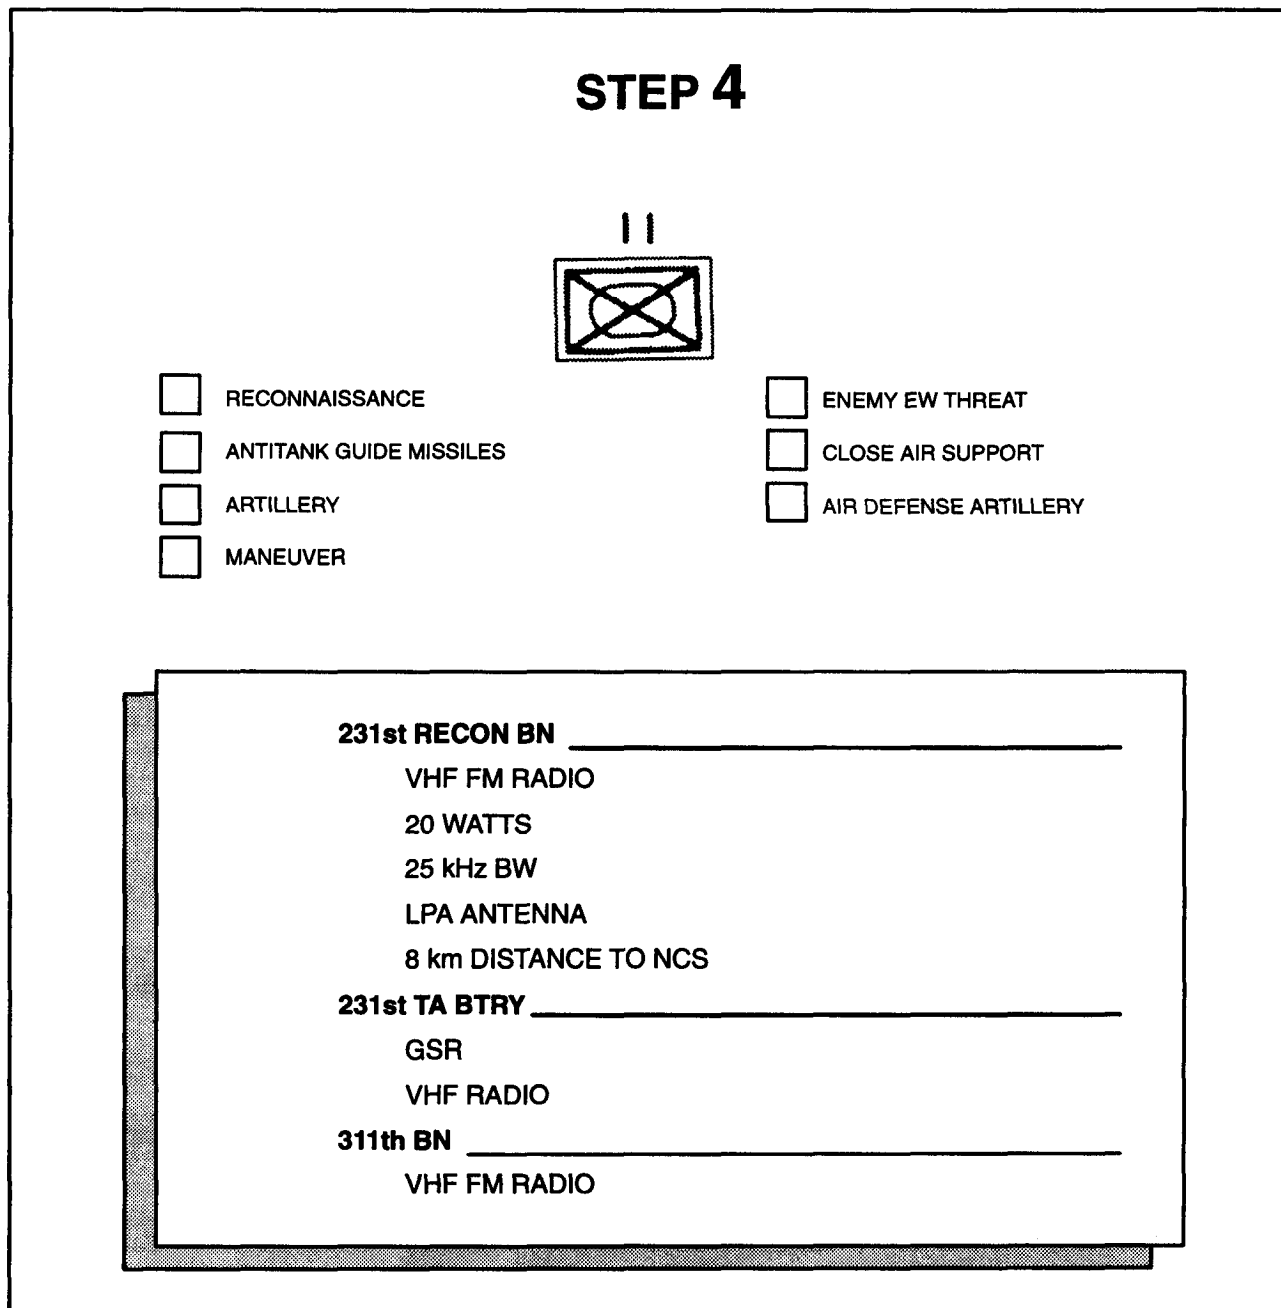 STEP 4
RECONNAISSANCE
ANTITANK GUIDE MISSILES
ARTILLERY
MANEUVER
ENEMY EW THREAT
CLOSE AIR SUPPORT
AIR DEFENSE ARTILLERY
231st RECON BN
VHF FM RADIO
20 WATTS
25 kHz BW
LPA ANTENNA
8 km DISTANCE TO NCS
231st TA BTRY
GSR
VHF RADIO
311th BN
VHF FM RADIO